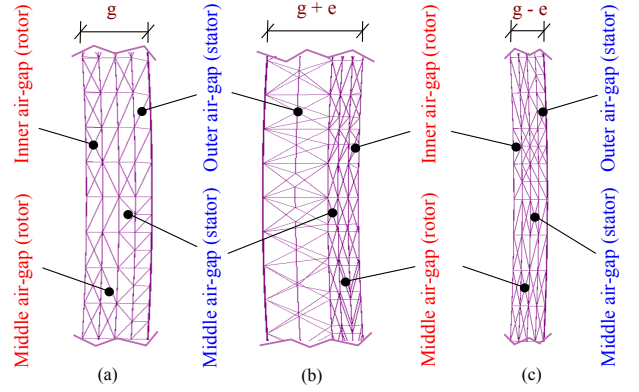 g
g + e
g - e
Inner air-gap (rotor)
Middle air-gap (rotor)
Outer air-gap (stator)
Middle air-gap (stator)
Inner air-gap (rotor)
Middle air-gap (rotor)
Outer air-gap (stator)
Middle air-gap (stator)
(a)
(b)
(c)